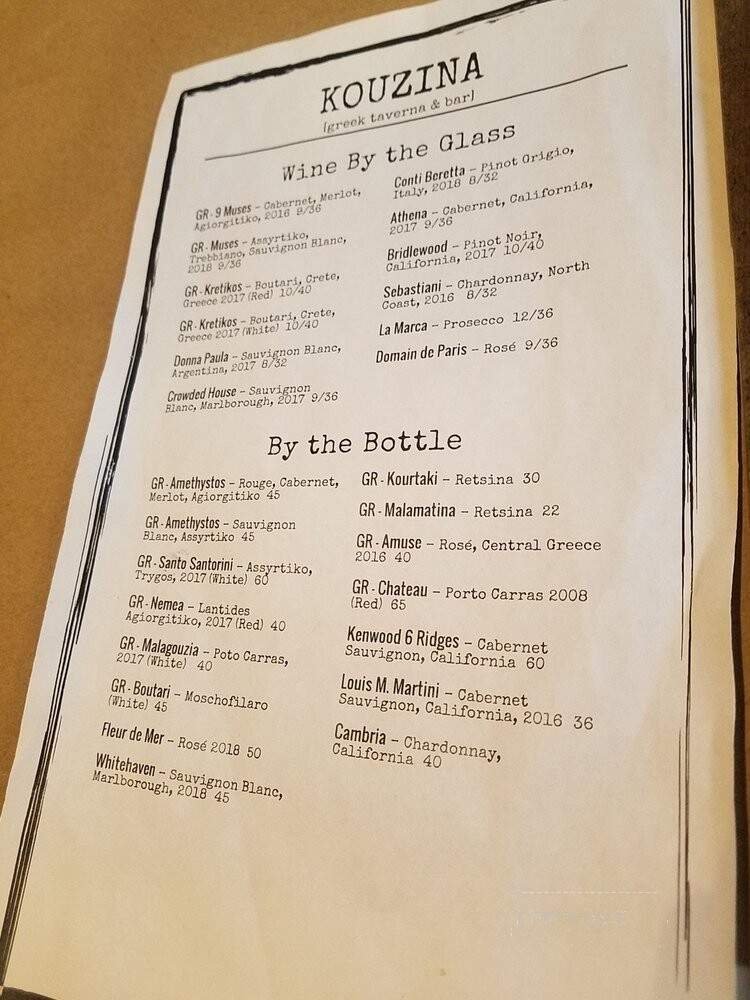 KOUZINA
[greek taverna & bar]
Wine By the Glass
GR - 9 Muses – Cabernet, Merlot,
Agiorgitiko, 2016 9/36
GR - Muses – Assyrtiko,
Trebbiano, Sauvignon Blanc,
2018 9/36
GR - Kretikos – Boutari, Crete,
Greece 2017 (Red) 10/40
GR - Kretikos – Boutari, Crete,
Greece 2017 (White) 10/40
Donna Paula – Sauvignon Blanc,
Argentina, 2017 8/32
Crowded House – Sauvignon
Blanc, Marlborough, 2017 9/36
Conti Beretta – Pinot Grigio,
Italy, 2018 8/32
Athena – Cabernet, California,
2017 9/36
Bridlewood – Pinot Noir,
California, 2017 10/40
Sebastiani – Chardonnay, North
Coast, 2016 8/32
La Marca – Prosecco 12/36
Domain de Paris – Rosé 9/36
By the Bottle
GR - Amethystos – Rouge, Cabernet,
Merlot, Agiorgitiko 45
GR - Amethystos – Sauvignon
Blanc, Assyrtiko 45
GR - Santo Santorini – Assyrtiko,
Trygos, 2017 (White) 60
GR - Nemea – Lantides
Agiorgitiko, 2017 (Red) 40
GR - Malagouzia – Poto Carras,
2017 (White) 40
GR - Boutari – Moschofilaro
(White) 45
Fleur de Mer – Rosé 2018 50
Whitehaven – Sauvignon Blanc,
Marlborough, 2018 45
GR - Kourtaki – Retsina 30
GR - Malamatina – Retsina 22
GR - Amuse – Rosé, Central Greece
2016 40
GR - Chateau – Porto Carras 2008
(Red) 65
Kenwood 6 Ridges – Cabernet
Sauvignon, California 60
Louis M. Martini – Cabernet
Sauvignon, California, 2016 36
Cambria – Chardonnay,
California 40